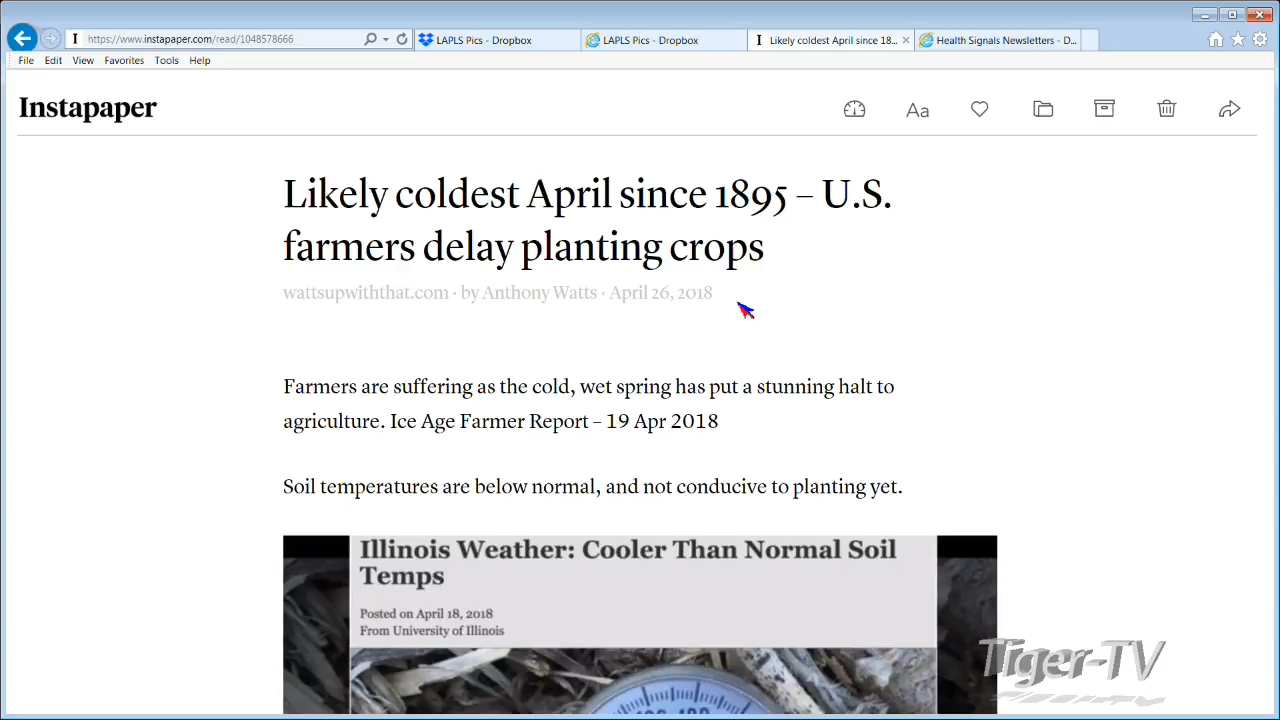 https://www.instapaper.com/read/1048578666
LAPLS Pics - Dropbox
LAPLS Pics - Dropbox
Likely coldest April since 18...
Health Signals Newsletters - D...
File Edit View Favorites Tools Help
Instapaper
Aa
Likely coldest April since 1895 – U.S.
farmers delay planting crops
wattsupwiththat.com · by Anthony Watts · April 26, 2018
Farmers are suffering as the cold, wet spring has put a stunning halt to
agriculture. Ice Age Farmer Report – 19 Apr 2018
Soil temperatures are below normal, and not conducive to planting yet.
Illinois Weather: Cooler Than Normal Soil
Temps
Posted on April 18, 2018
From University of Illinois
Tiger-TV